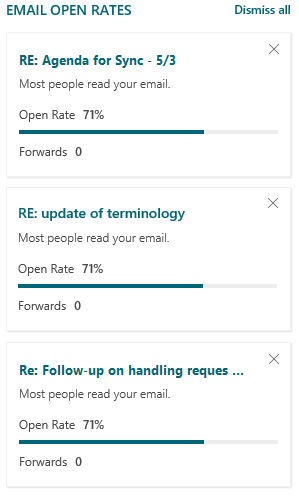 EMAIL OPEN RATES Dismiss all
RE: Agenda for Sync - 5/3
Most people read your email.
Open Rate 71%
Forwards 0
RE: update of terminology
Most people read your email.
Open Rate 71%
Forwards 0
Re: Follow-up on handling reques ...
Most people read your email.
Open Rate 71%
Forwards 0